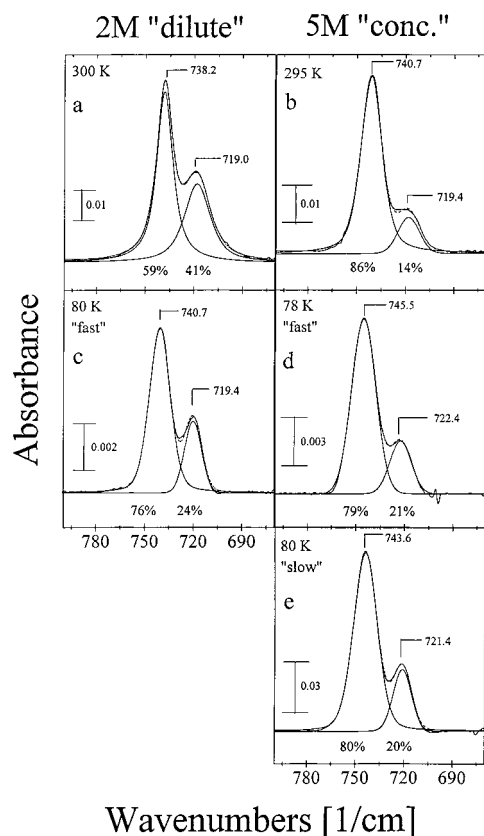 2M "dilute"
5M "conc."
300 K
a
738.2
719.0
0.01
59% 41%
295 K
b
740.7
719.4
0.01
86% 14%
80 K
"fast"
c
740.7
719.4
0.002
76% 24%
78 K
"fast"
d
745.5
722.4
0.003
79% 21%
80 K
"slow"
e
743.6
721.4
0.03
80% 20%
780 750 720 690
780 750 720 690
Absorbance
Wavenumbers [1/cm]